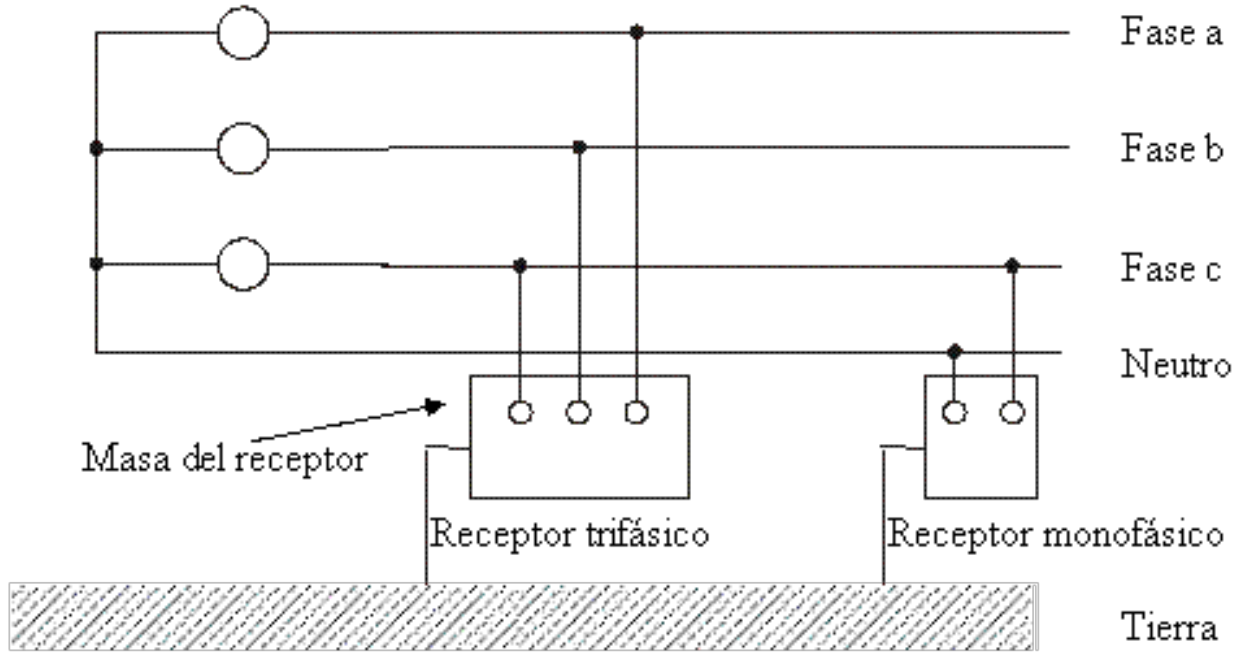 Fase a
Fase b
Fase c
Neutro
Masa del receptor
Receptor trifásico
Receptor monofásico
Tierra